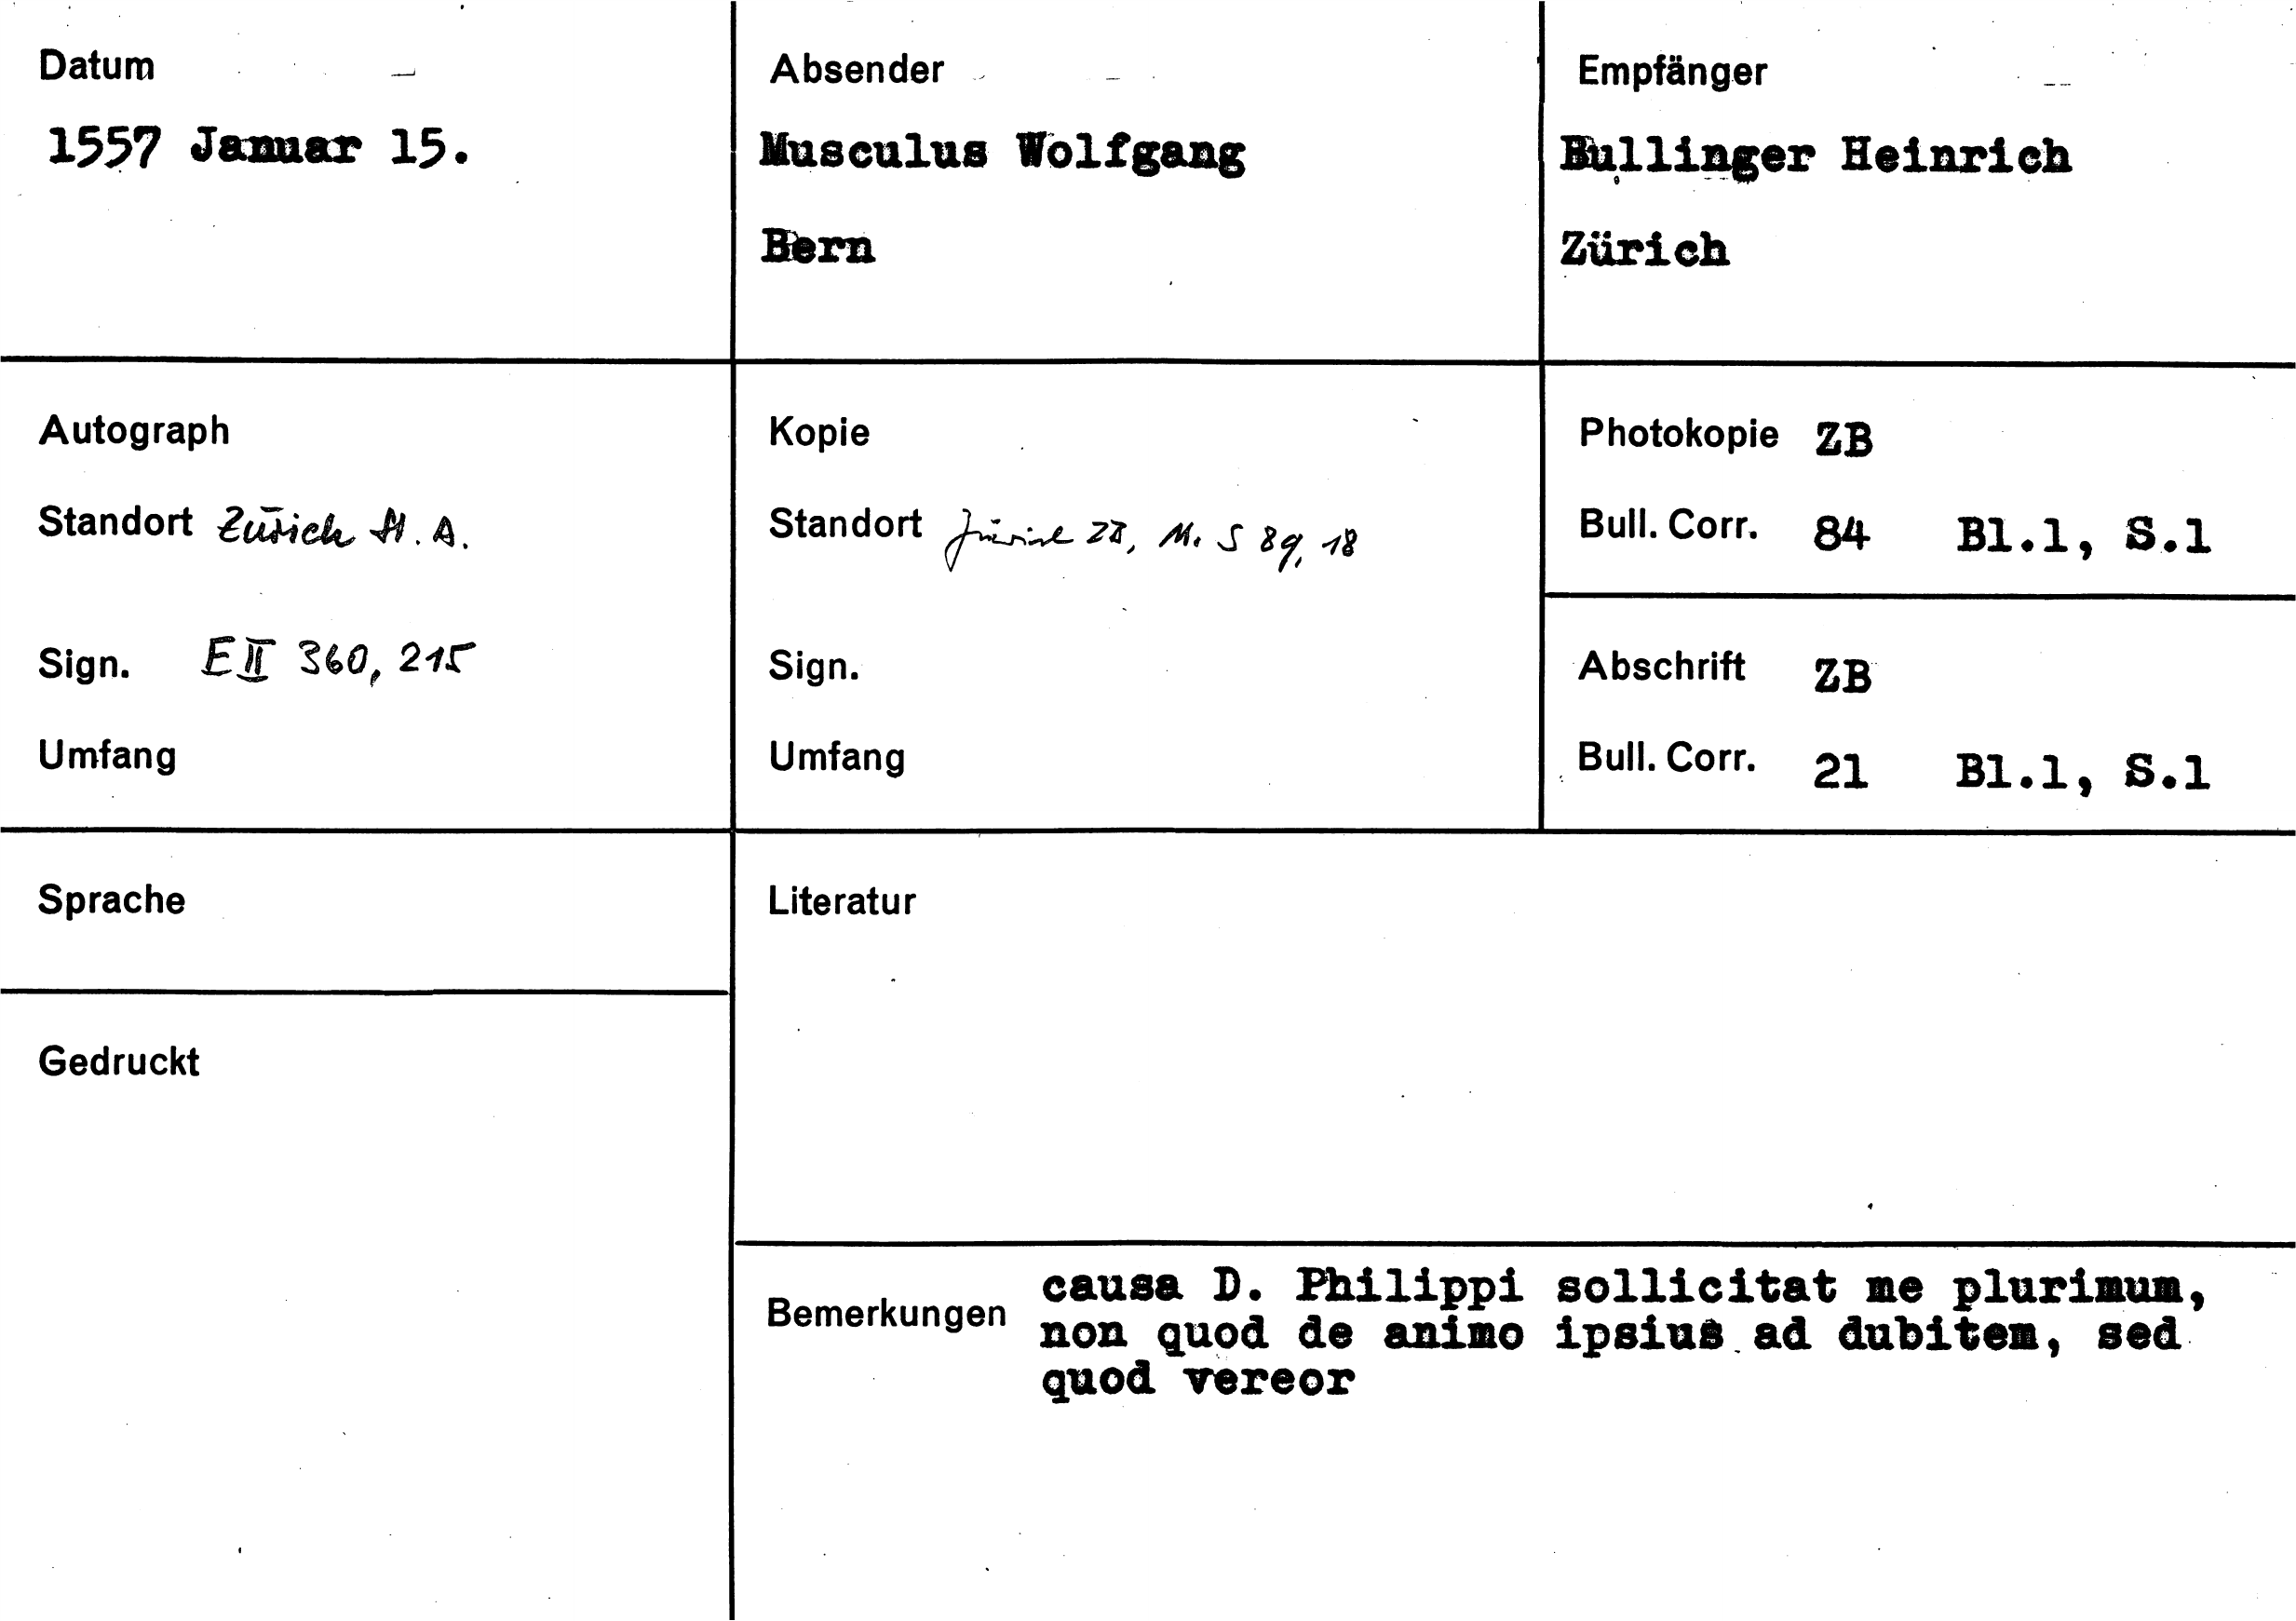 Datum
1557 Januar 15.
Absender
Musculus Wolfgang
Bern
Empfänger
Bullinger Heinrich
Zürich
Autograph
Standort Zürich St. A.
Sign. E II 360, 215
Umfang
Kopie
Standort Zürich ZB, Ms S 89, 18
Sign.
Umfang
Photokopie ZB
Bull. Corr. 84 Bl.1, S.1
Abschrift ZB
Bull. Corr. 21 Bl.1, S.1
Sprache
Gedruckt
Literatur
Bemerkungen
causa D. Philippi sollicitat me plurimum,
non quod de animo ipsius ad dubitem, sed
quod vereor